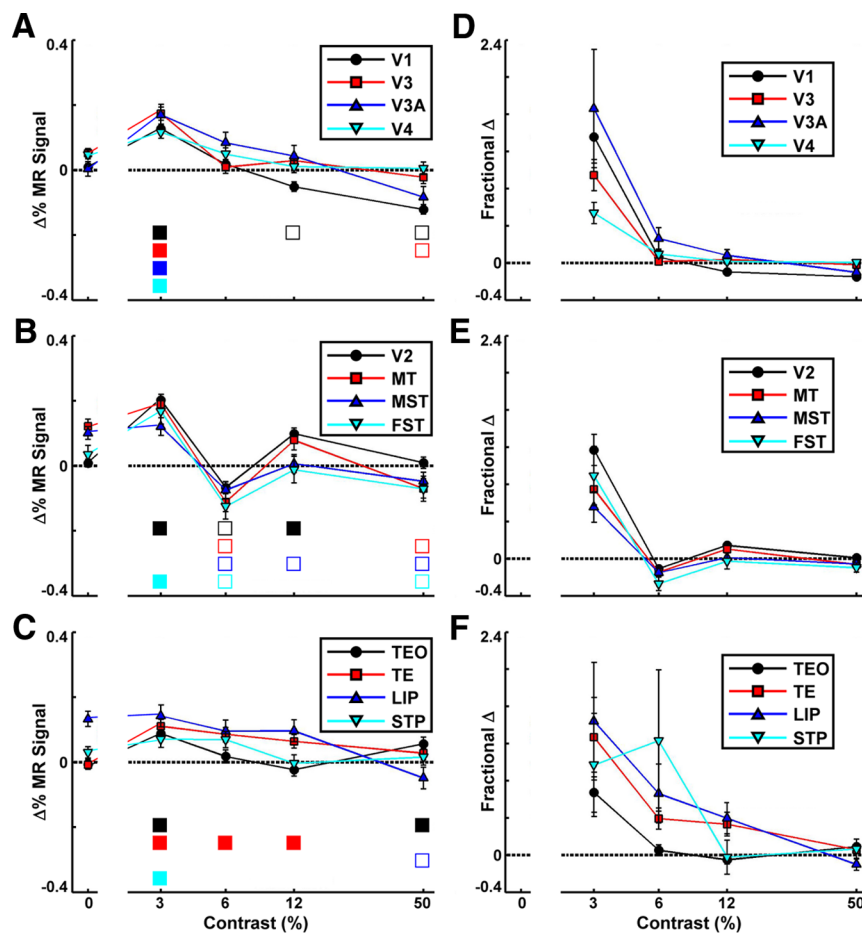 A
0.4
0
-0.4
Δ% MR Signal
V1
V3
V3A
V4
D
2.4
0
-0.4
Fractional Δ
V1
V3
V3A
V4
B
0.4
0
-0.4
Δ% MR Signal
V2
MT
MST
FST
E
2.4
0
-0.4
Fractional Δ
V2
MT
MST
FST
C
0.4
0
-0.4
Δ% MR Signal
TEO
TE
LIP
STP
0 3 6 12 50
Contrast (%)
F
2.4
0
-0.4
Fractional Δ
TEO
TE
LIP
STP
0 3 6 12 50
Contrast (%)